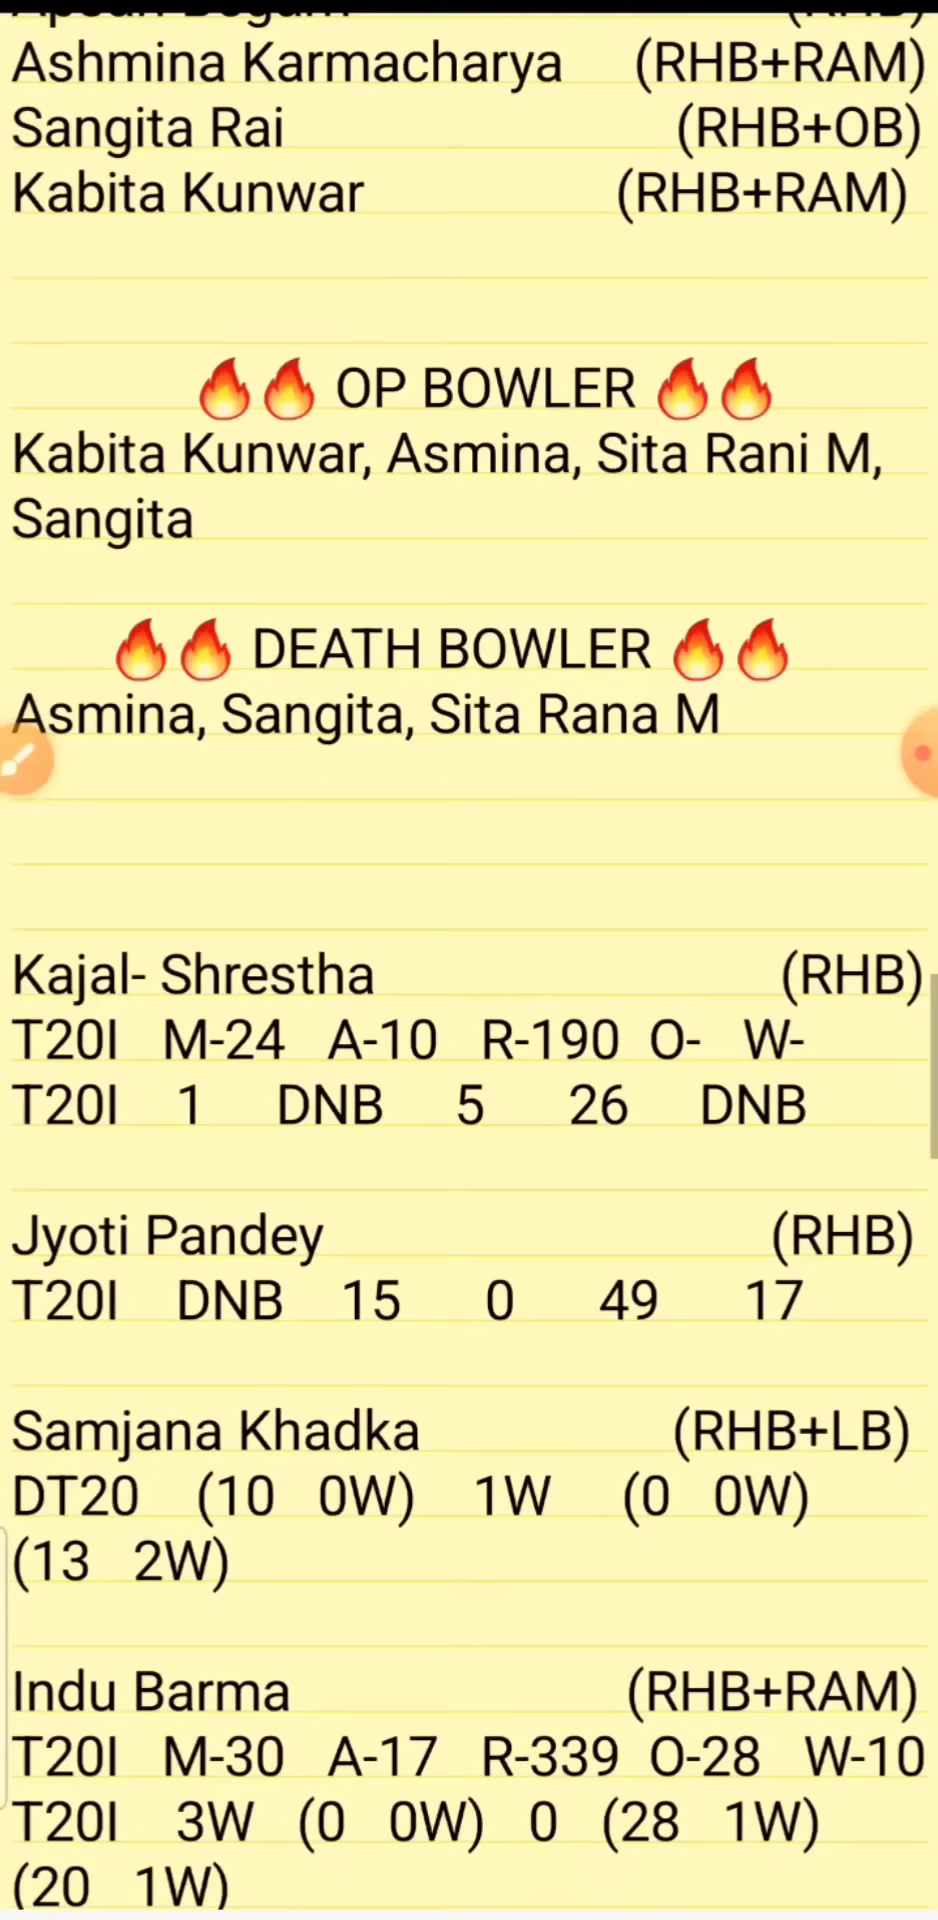 Ashmina Karmacharya (RHB+RAM)
Sangita Rai (RHB+OB)
Kabita Kunwar (RHB+RAM)
🔥🔥 OP BOWLER 🔥🔥
Kabita Kunwar, Asmina, Sita Rani M,
Sangita
🔥🔥 DEATH BOWLER 🔥🔥
Asmina, Sangita, Sita Rana M
Kajal- Shrestha (RHB)
T20I M-24 A-10 R-190 O- W-
T20I 1 DNB 5 26 DNB
Jyoti Pandey (RHB)
T20I DNB 15 0 49 17
Samjana Khadka (RHB+LB)
DT20 (10 0W) 1W (0 0W)
(13 2W)
Indu Barma (RHB+RAM)
T20I M-30 A-17 R-339 O-28 W-10
T20I 3W (0 0W) 0 (28 1W)
(20 1W)